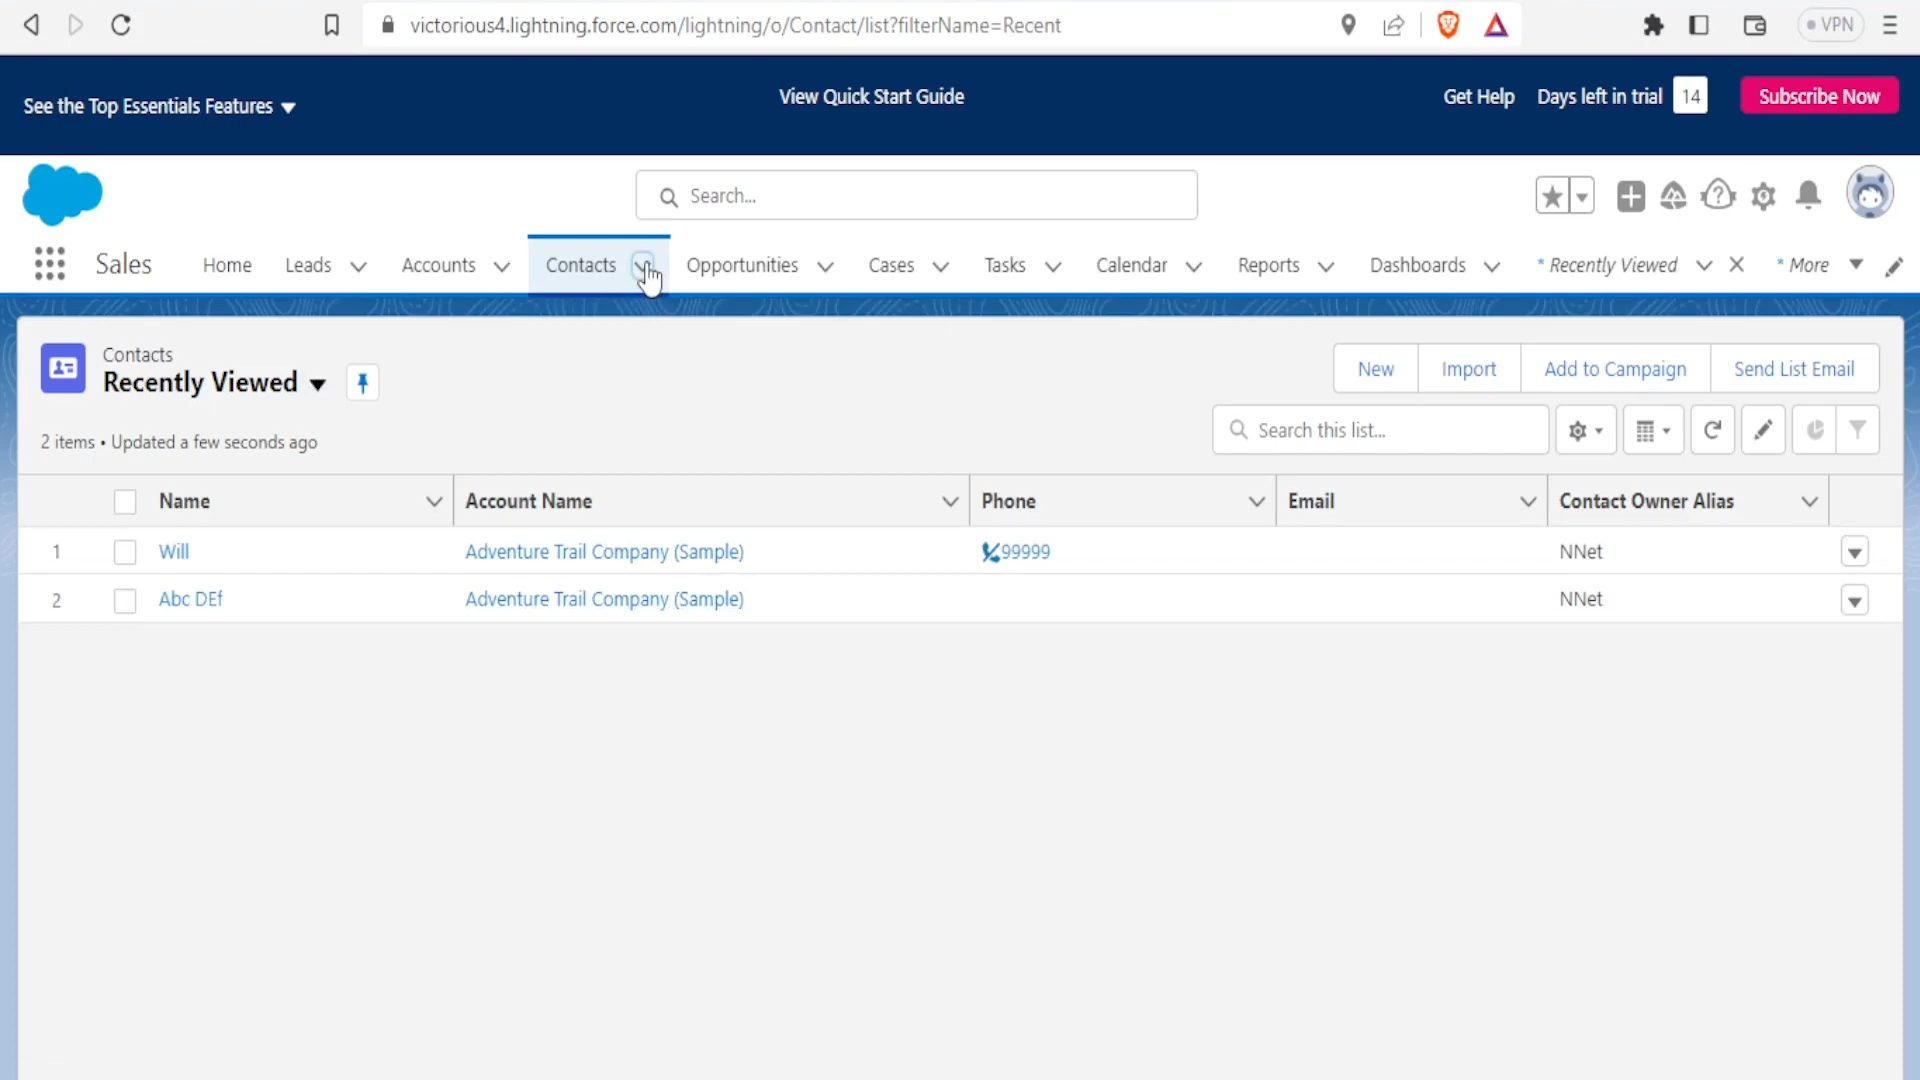 victorious4.lightning.force.com/lightning/o/Contact/list?filterName=Recent
VPN
See the Top Essentials Features
View Quick Start Guide
Get Help
Days left in trial 14
Subscribe Now
Search...
Sales
Home
Leads
Accounts
Contacts
Opportunities
Cases
Tasks
Calendar
Reports
Dashboards
* Recently Viewed
* More
Contacts
Recently Viewed
New
Import
Add to Campaign
Send List Email
2 items • Updated a few seconds ago
Search this list...
Name
Account Name
Phone
Email
Contact Owner Alias
1
Will
Adventure Trail Company (Sample)
99999
NNet
2
Abc DEf
Adventure Trail Company (Sample)
NNet